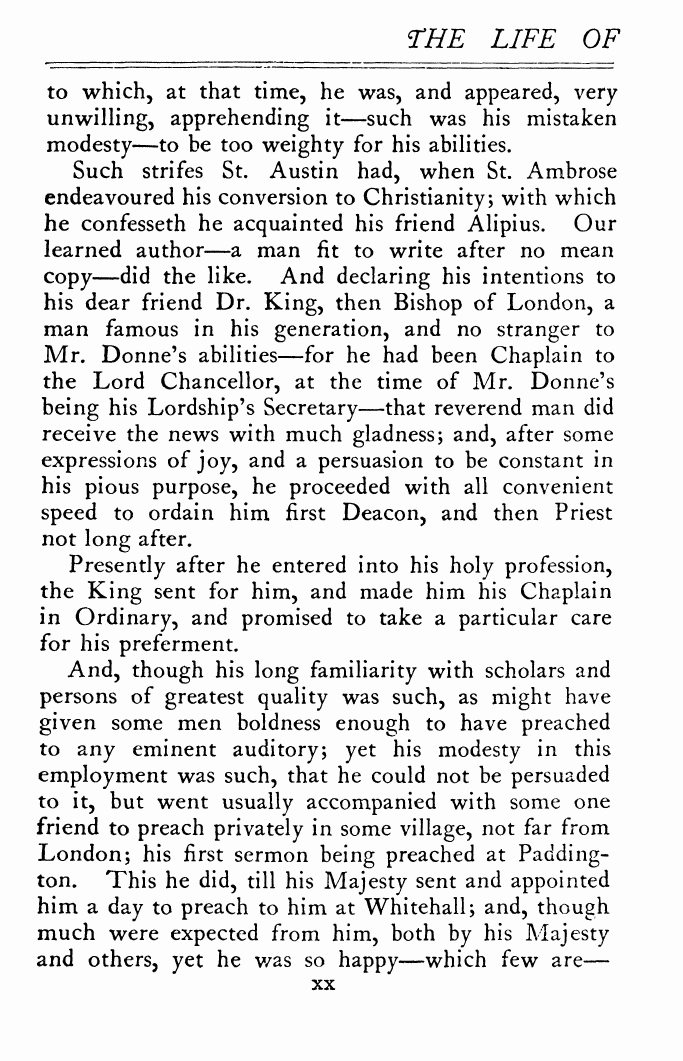 THE LIFE OF
to which, at that time, he was, and appeared, very
unwilling, apprehending it—such was his mistaken
modesty—to be too weighty for his abilities.
Such strifes St. Austin had, when St. Ambrose
endeavoured his conversion to Christianity; with which
he confesseth he acquainted his friend Alipius. Our
learned author—a man fit to write after no mean
copy—did the like. And declaring his intentions to
his dear friend Dr. King, then Bishop of London, a
man famous in his generation, and no stranger to
Mr. Donne's abilities—for he had been Chaplain to
the Lord Chancellor, at the time of Mr. Donne's
being his Lordship's Secretary—that reverend man did
receive the news with much gladness; and, after some
expressions of joy, and a persuasion to be constant in
his pious purpose, he proceeded with all convenient
speed to ordain him first Deacon, and then Priest
not long after.
Presently after he entered into his holy profession,
the King sent for him, and made him his Chaplain
in Ordinary, and promised to take a particular care
for his preferment.
And, though his long familiarity with scholars and
persons of greatest quality was such, as might have
given some men boldness enough to have preached
to any eminent auditory; yet his modesty in this
employment was such, that he could not be persuaded
to it, but went usually accompanied with some one
friend to preach privately in some village, not far from
London; his first sermon being preached at Padding-
ton. This he did, till his Majesty sent and appointed
him a day to preach to him at Whitehall; and, though
much were expected from him, both by his Majesty
and others, yet he was so happy—which few are—
xx